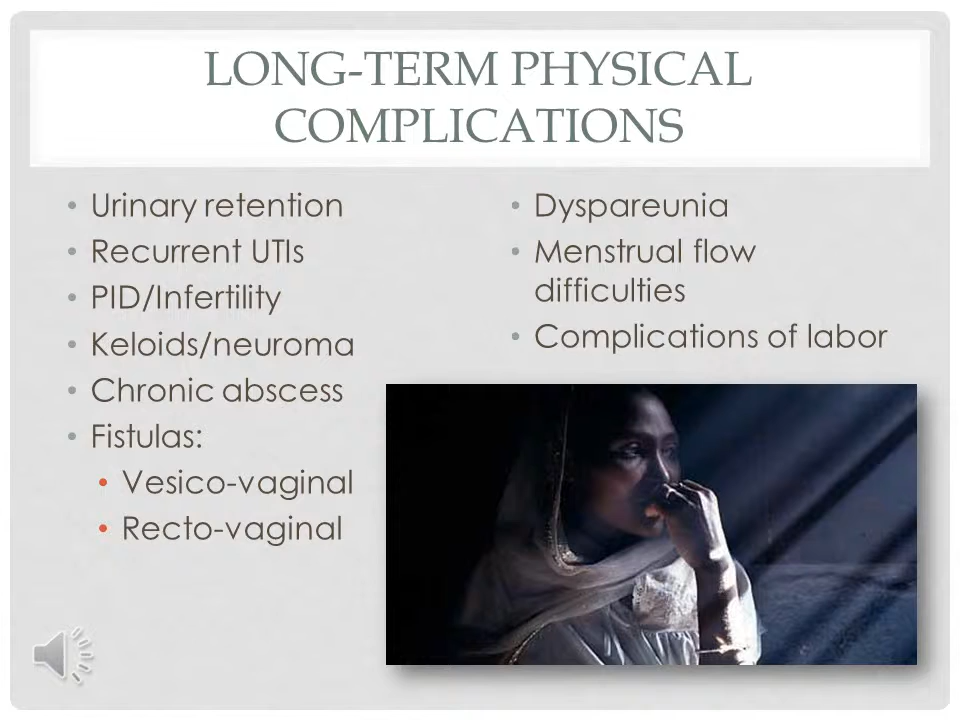 LONG-TERM PHYSICAL
COMPLICATIONS
• Urinary retention
• Recurrent UTIs
• PID/Infertility
• Keloids/neuroma
• Chronic abscess
• Fistulas:
• Vesico-vaginal
• Recto-vaginal
• Dyspareunia
• Menstrual flow
difficulties
• Complications of labor